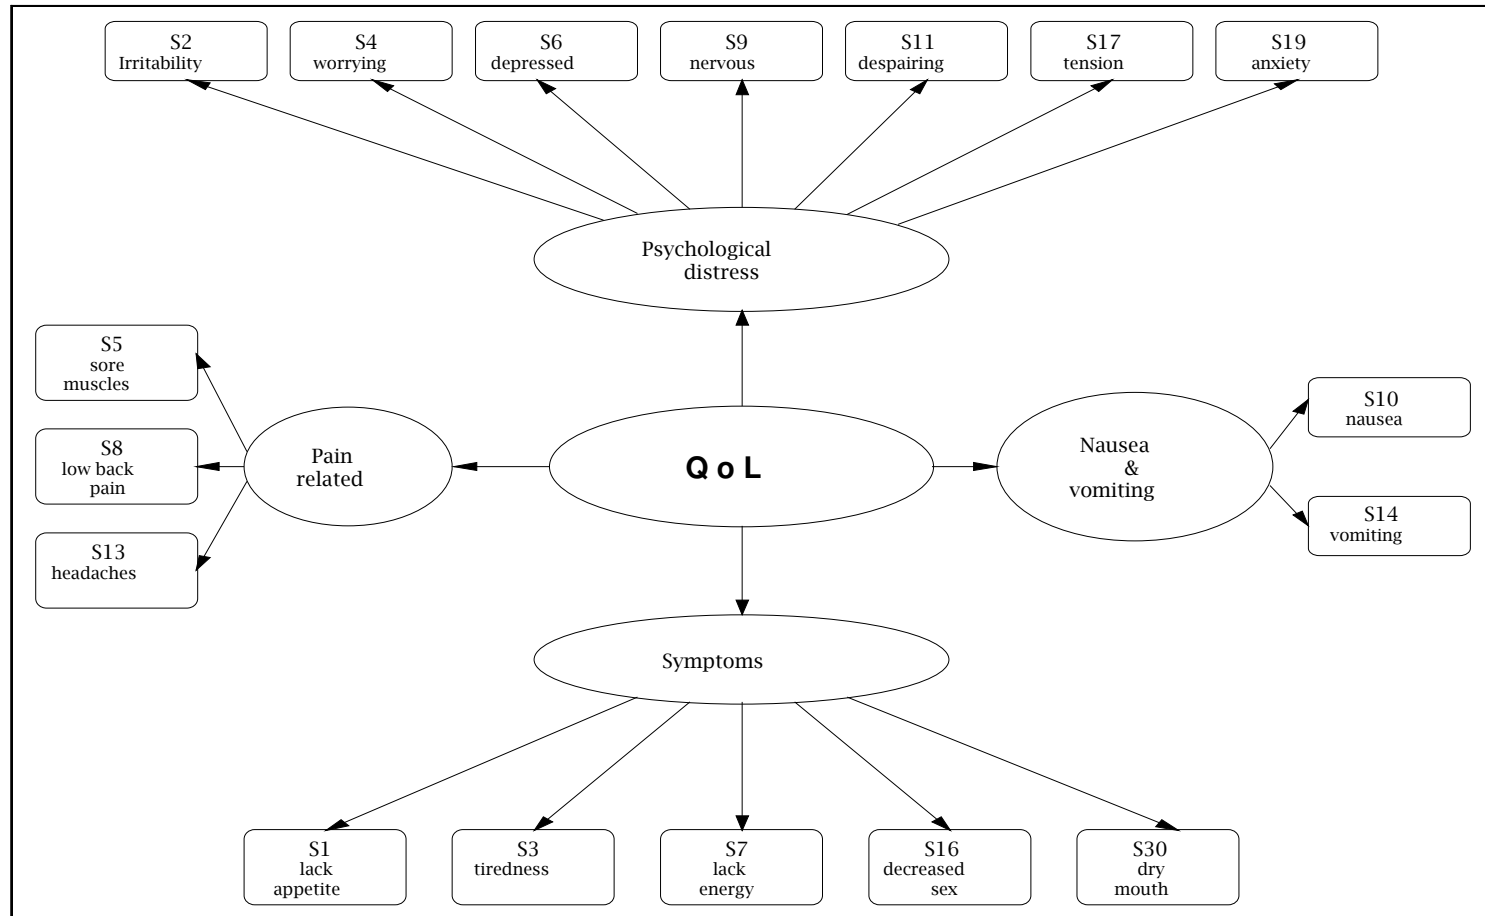 S2
Irritability
S4
worrying
S6
depressed
S9
nervous
S11
despairing
S17
tension
S19
anxiety
Psychological
distress
S5
sore
muscles
S8
low back
pain
S13
headaches
Pain
related
Q o L
Nausea
&
vomiting
S10
nausea
S14
vomiting
Symptoms
S1
lack
appetite
S3
tiredness
S7
lack
energy
S16
decreased
sex
S30
dry
mouth